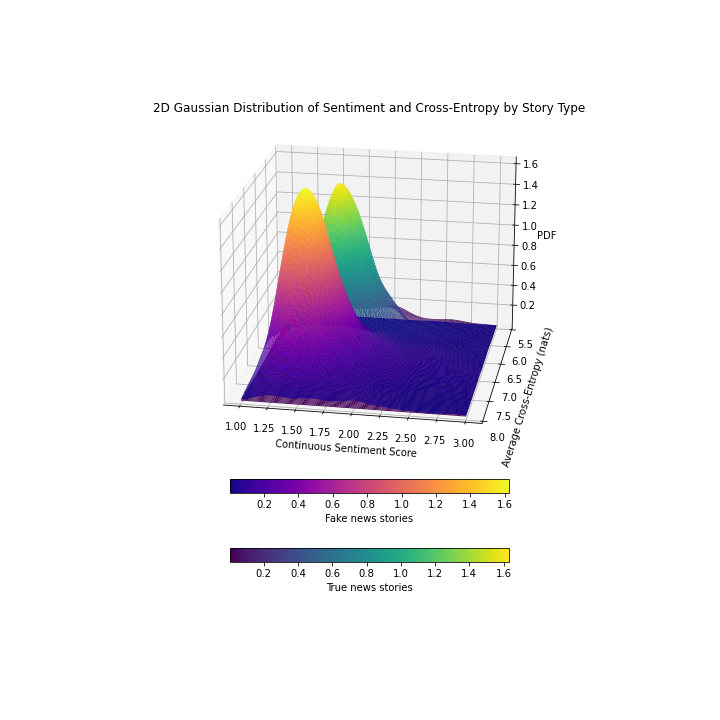 2D Gaussian Distribution of Sentiment and Cross-Entropy by Story Type
1.6
1.4
1.2
1.0
PDF
0.8
0.6
0.4
0.2
5.5
6.0
6.5
7.0
7.5
8.0
Average Cross-Entropy (nats)
1.00 1.25 1.50 1.75 2.00 2.25 2.50 2.75 3.00
Continuous Sentiment Score
0.2 0.4 0.6 0.8 1.0 1.2 1.4 1.6
Fake news stories
0.2 0.4 0.6 0.8 1.0 1.2 1.4 1.6
True news stories